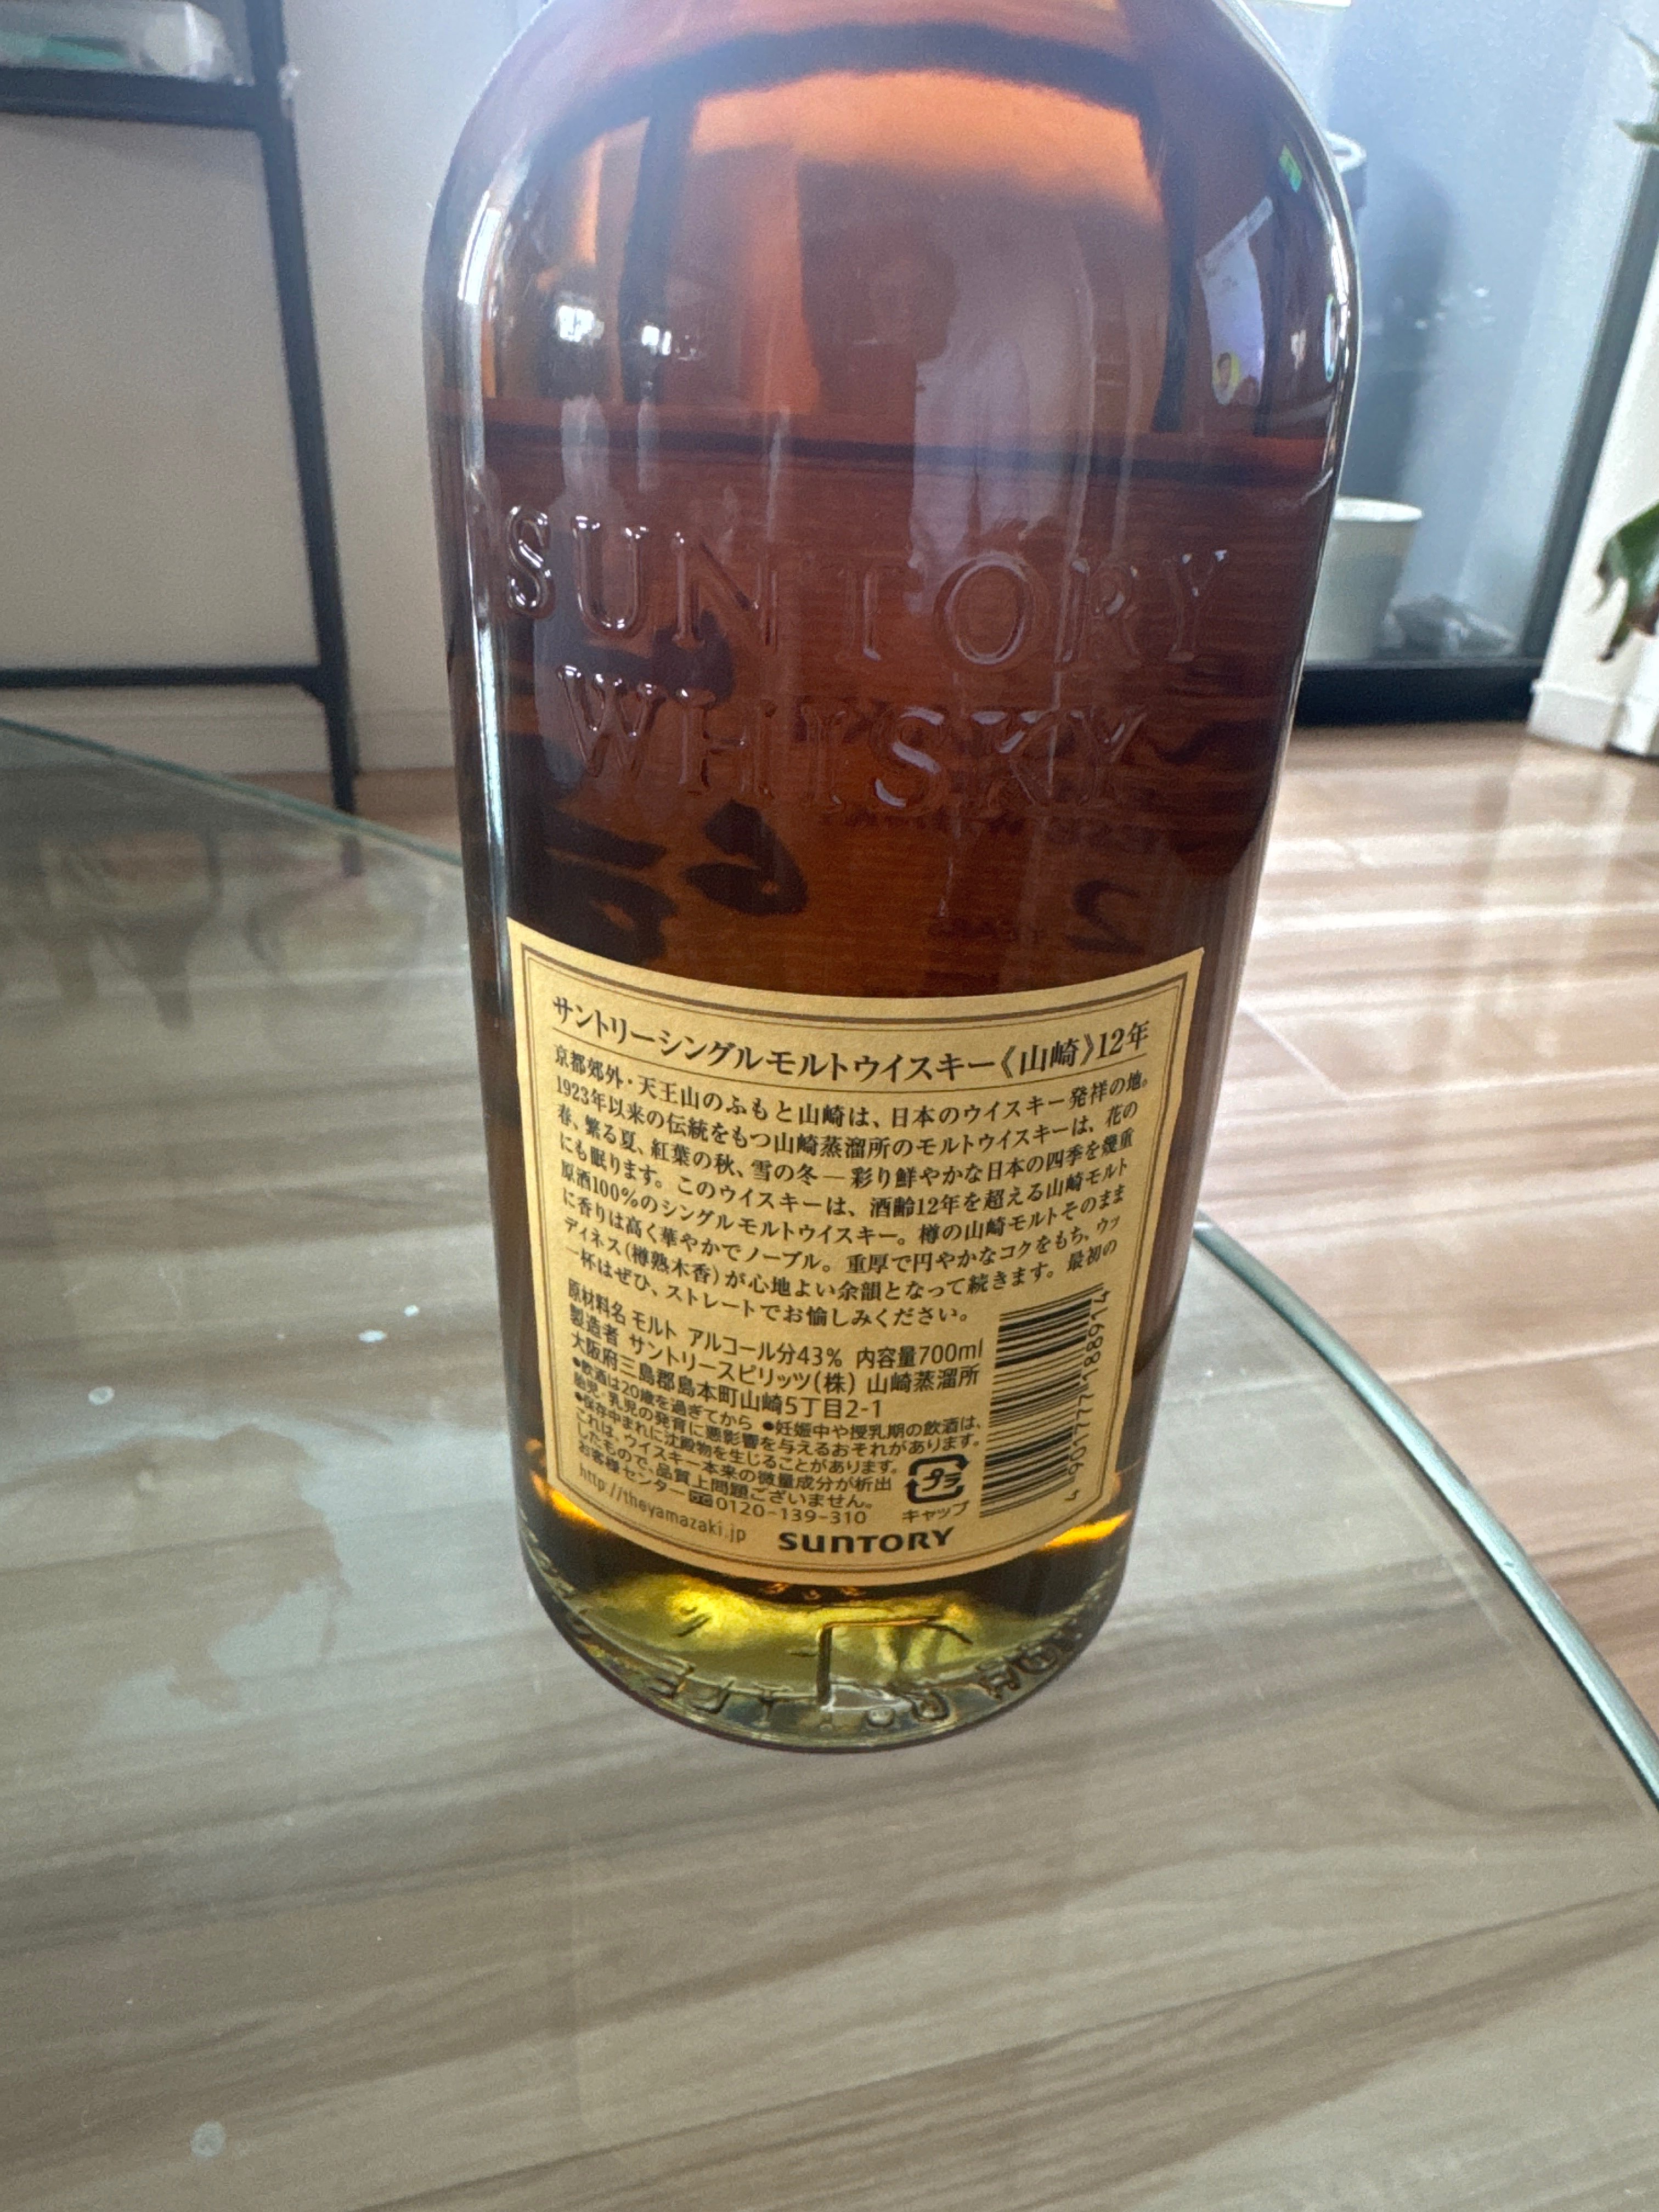 SUNTORY
WHISKY
サントリーシングルモルトウイスキー《山崎》12年
京都郊外・天王山のふもと山崎は、日本のウイスキー発祥の地。
1923年以来の伝統をもつ山崎蒸溜所のモルトウイスキーは、花の
春、繁る夏、紅葉の秋、雪の冬―彩り鮮やかな日本の四季を幾重
にも眠ります。このウイスキーは、酒齢12年を超える山崎モルト
原酒100%のシングルモルトウイスキー。樽の山崎モルトそのまま
に香りは高く華やかでノーブル。重厚で円やかなコクをもち、ウッ
ディネス(樽熟木香)が心地よい余韻となって続きます。最初の
一杯はぜひ、ストレートでお愉しみください。
原材料名 モルト アルコール分43% 内容量700ml
製造者 サントリースピリッツ(株) 山崎蒸溜所
大阪府三島郡島本町山崎5丁目2-1
●飲酒は20歳を過ぎてから ●妊娠中や授乳期の飲酒は、
胎児・乳児の発育に悪影響を与えるおそれがあります。
●保存中まれに沈殿物を生じることがあります。
これは、ウイスキー本来の微量成分が析出
したもので、品質上問題ございません。
お客様センター 0120-139-310
http://theyamazaki.jp
SUNTORY
プラ
キャップ
4901777188914